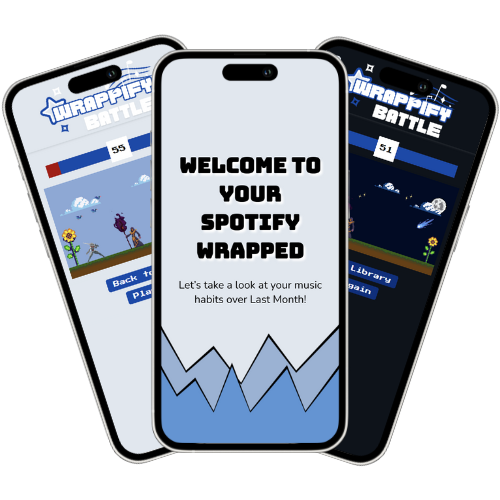 WRAPPIFY
BATTLE
55
Back to
Pla
WELCOME TO
YOUR
SPOTIFY
WRAPPED
Let's take a look at your music
habits over Last Month!
WRAPPIFY
BATTLE
51
Library
gain